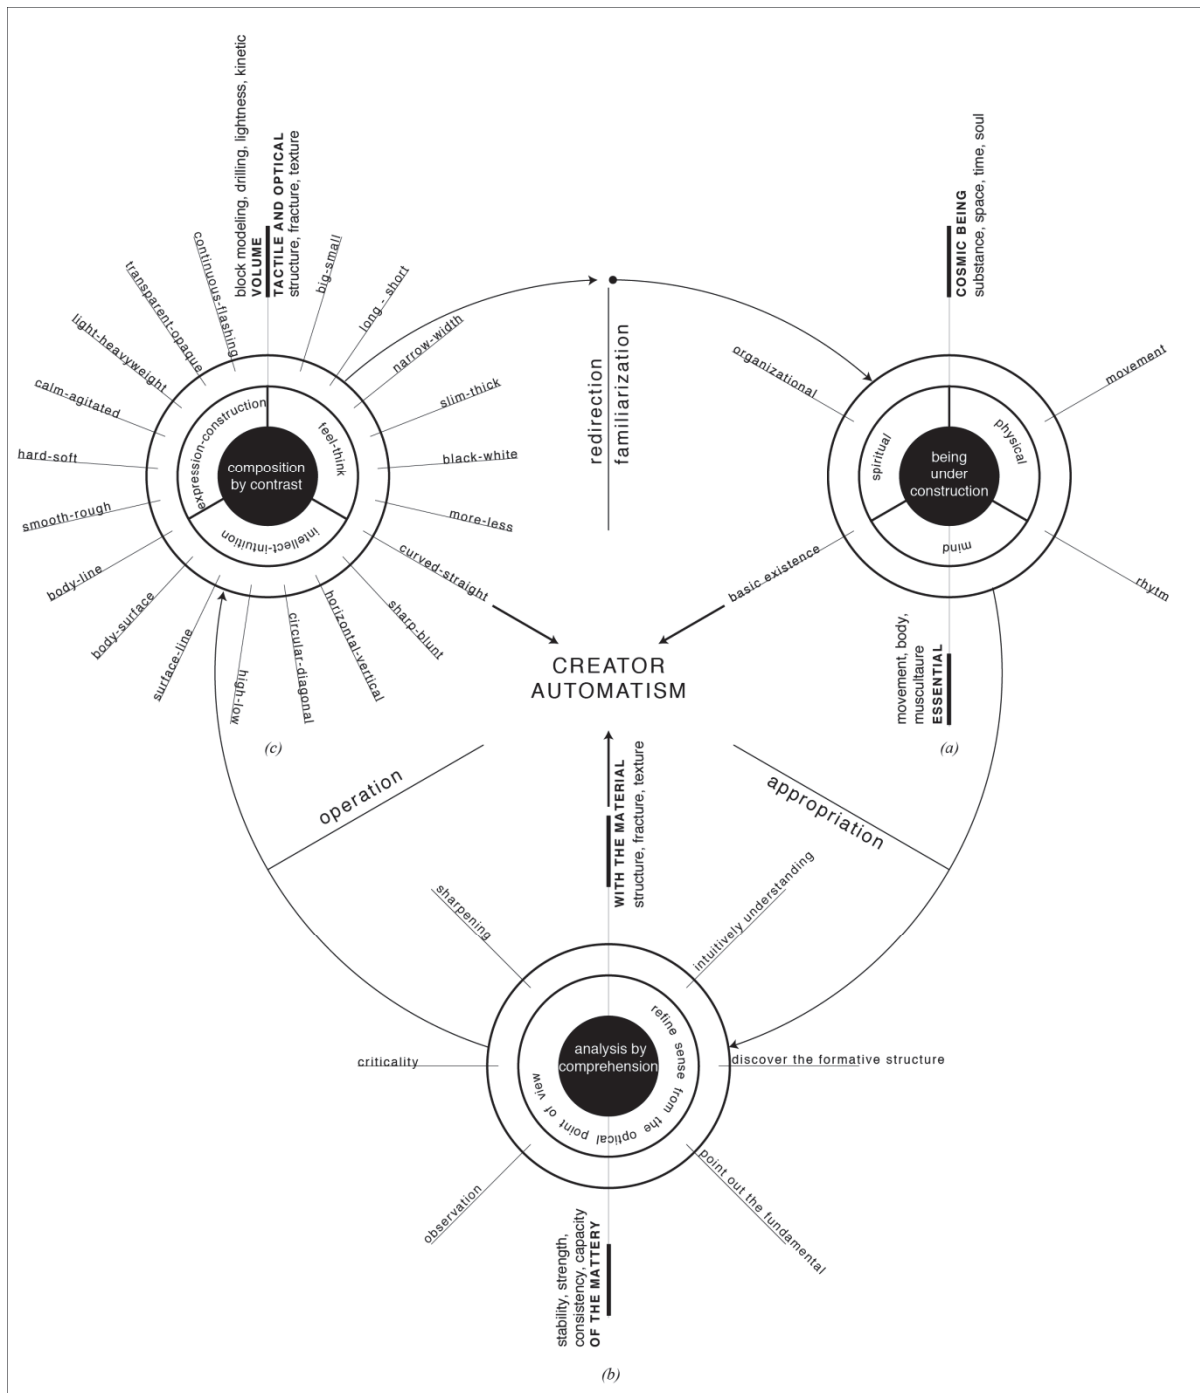 block modeling, drilling, lightness, kinetic
VOLUME
TACTILE AND OPTICAL
structure, fracture, texture
continuous-flashing
transparent-opaque
light-heavyweight
calm-agitated
hard-soft
smooth-rough
body-line
body-surface
surface-line
high-low
circular-diagonal
horizontal-vertical
sharp-blunt
curved-straight
more-less
black-white
slim-thick
narrow-width
long - short
big-small
expression-construction
feel-think
intellect-intuition
composition
by contrast
(c)
redirection
familiarization
COSMIC BEING
substance, space, time, soul
organizational
movement
rhytm
basic existence
spiritual
physical
mind
being
under
construction
movement, body,
muscultaure
ESSENTIAL
(a)
CREATOR
AUTOMATISM
operation
appropriation
WITH THE MATERIAL
structure, fracture, texture
sharpening
criticality
observation
intuitively understanding
discover the formative structure
point out the fundamental
refine sense from the optical point of view
analysis by
comprehension
stability, strength,
consistency, capacity
OF THE MATTERY
(b)